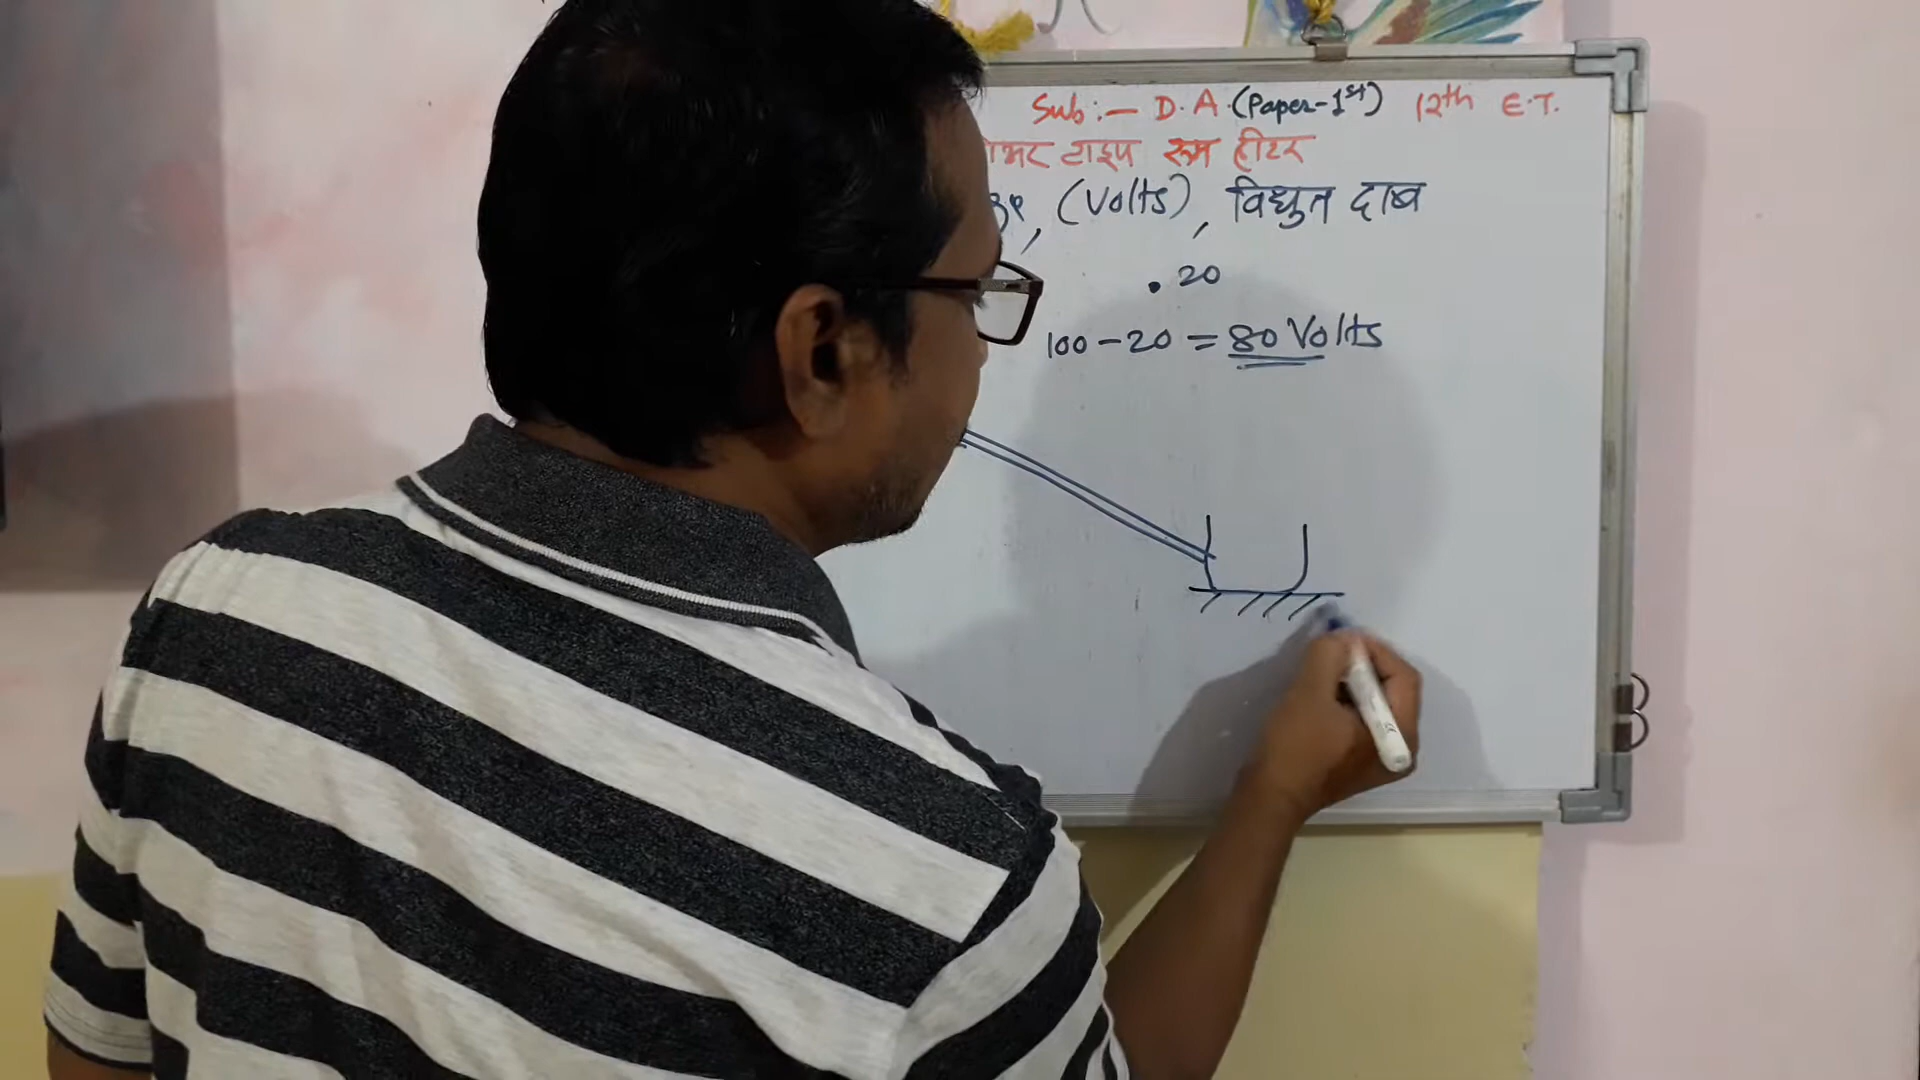 Sub:- D.A. (Paper-1st) 12th E.T.
टाइप रूम हीटर
, (Volts), विधुत दाब
. 20
100-20 = 80 Volts